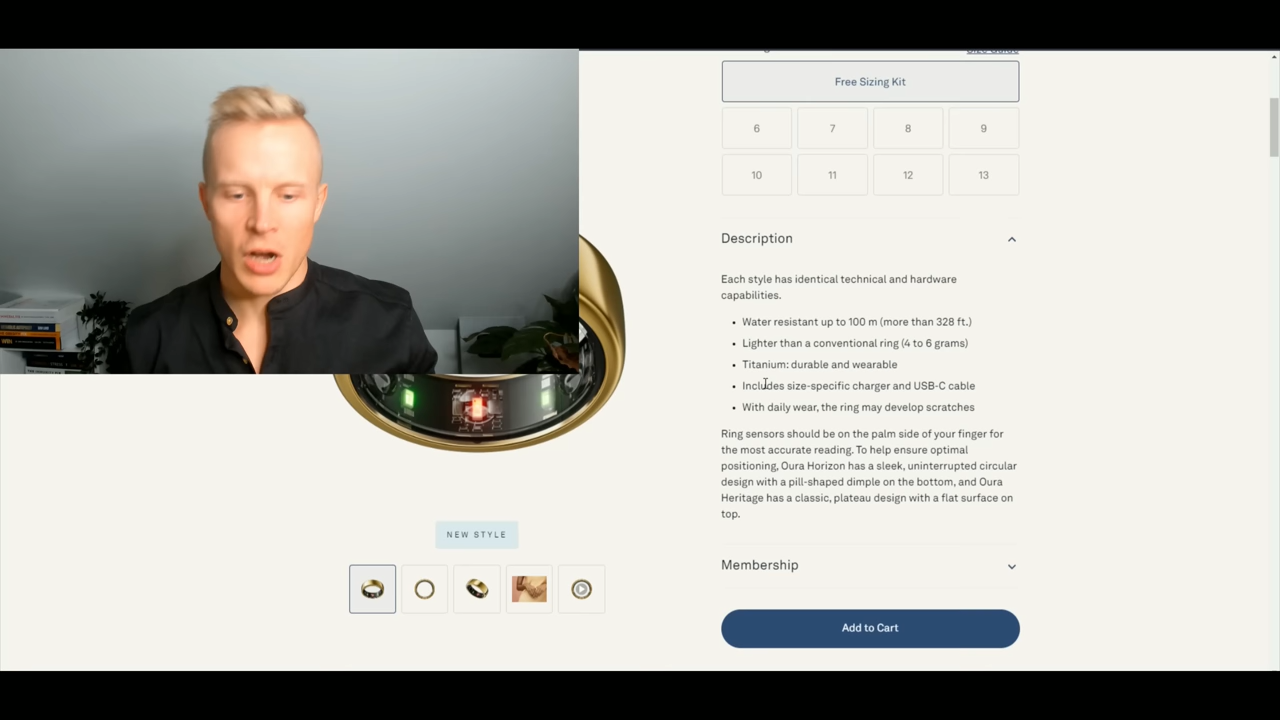 Size Guide
Free Sizing Kit
6 7 8 9
10 11 12 13
Description
Each style has identical technical and hardware
capabilities.
• Water resistant up to 100 m (more than 328 ft.)
• Lighter than a conventional ring (4 to 6 grams)
• Titanium: durable and wearable
• Includes size-specific charger and USB-C cable
• With daily wear, the ring may develop scratches
Ring sensors should be on the palm side of your finger for
the most accurate reading. To help ensure optimal
positioning, Oura Horizon has a sleek, uninterrupted circular
design with a pill-shaped dimple on the bottom, and Oura
Heritage has a classic, plateau design with a flat surface on
top.
NEW STYLE
Membership
Add to Cart